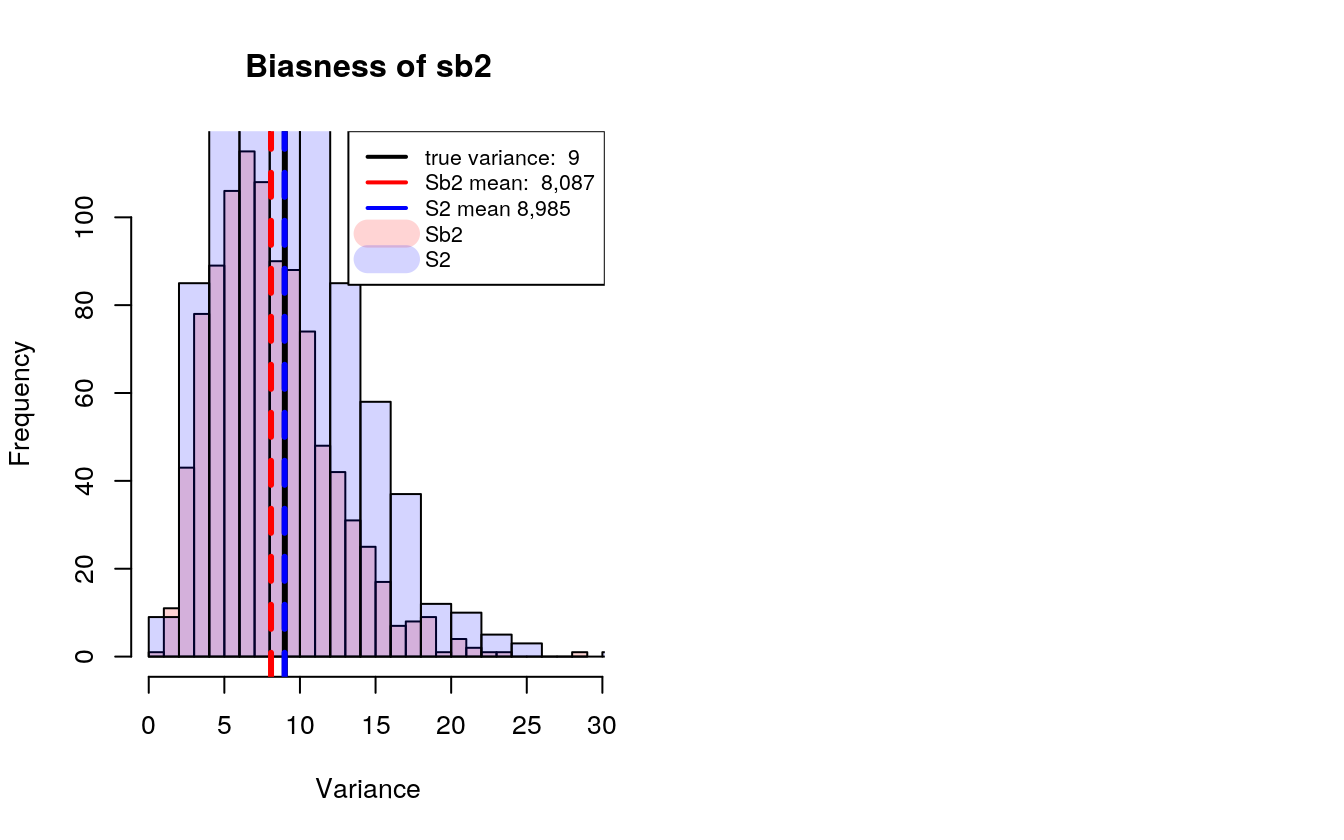 Biasness of sb2
true variance:  9
Sb2 mean:  8,087
S2 mean 8,985
Sb2
S2
Frequency
100
80
60
40
20
0
0 5 10 15 20 25 30
Variance